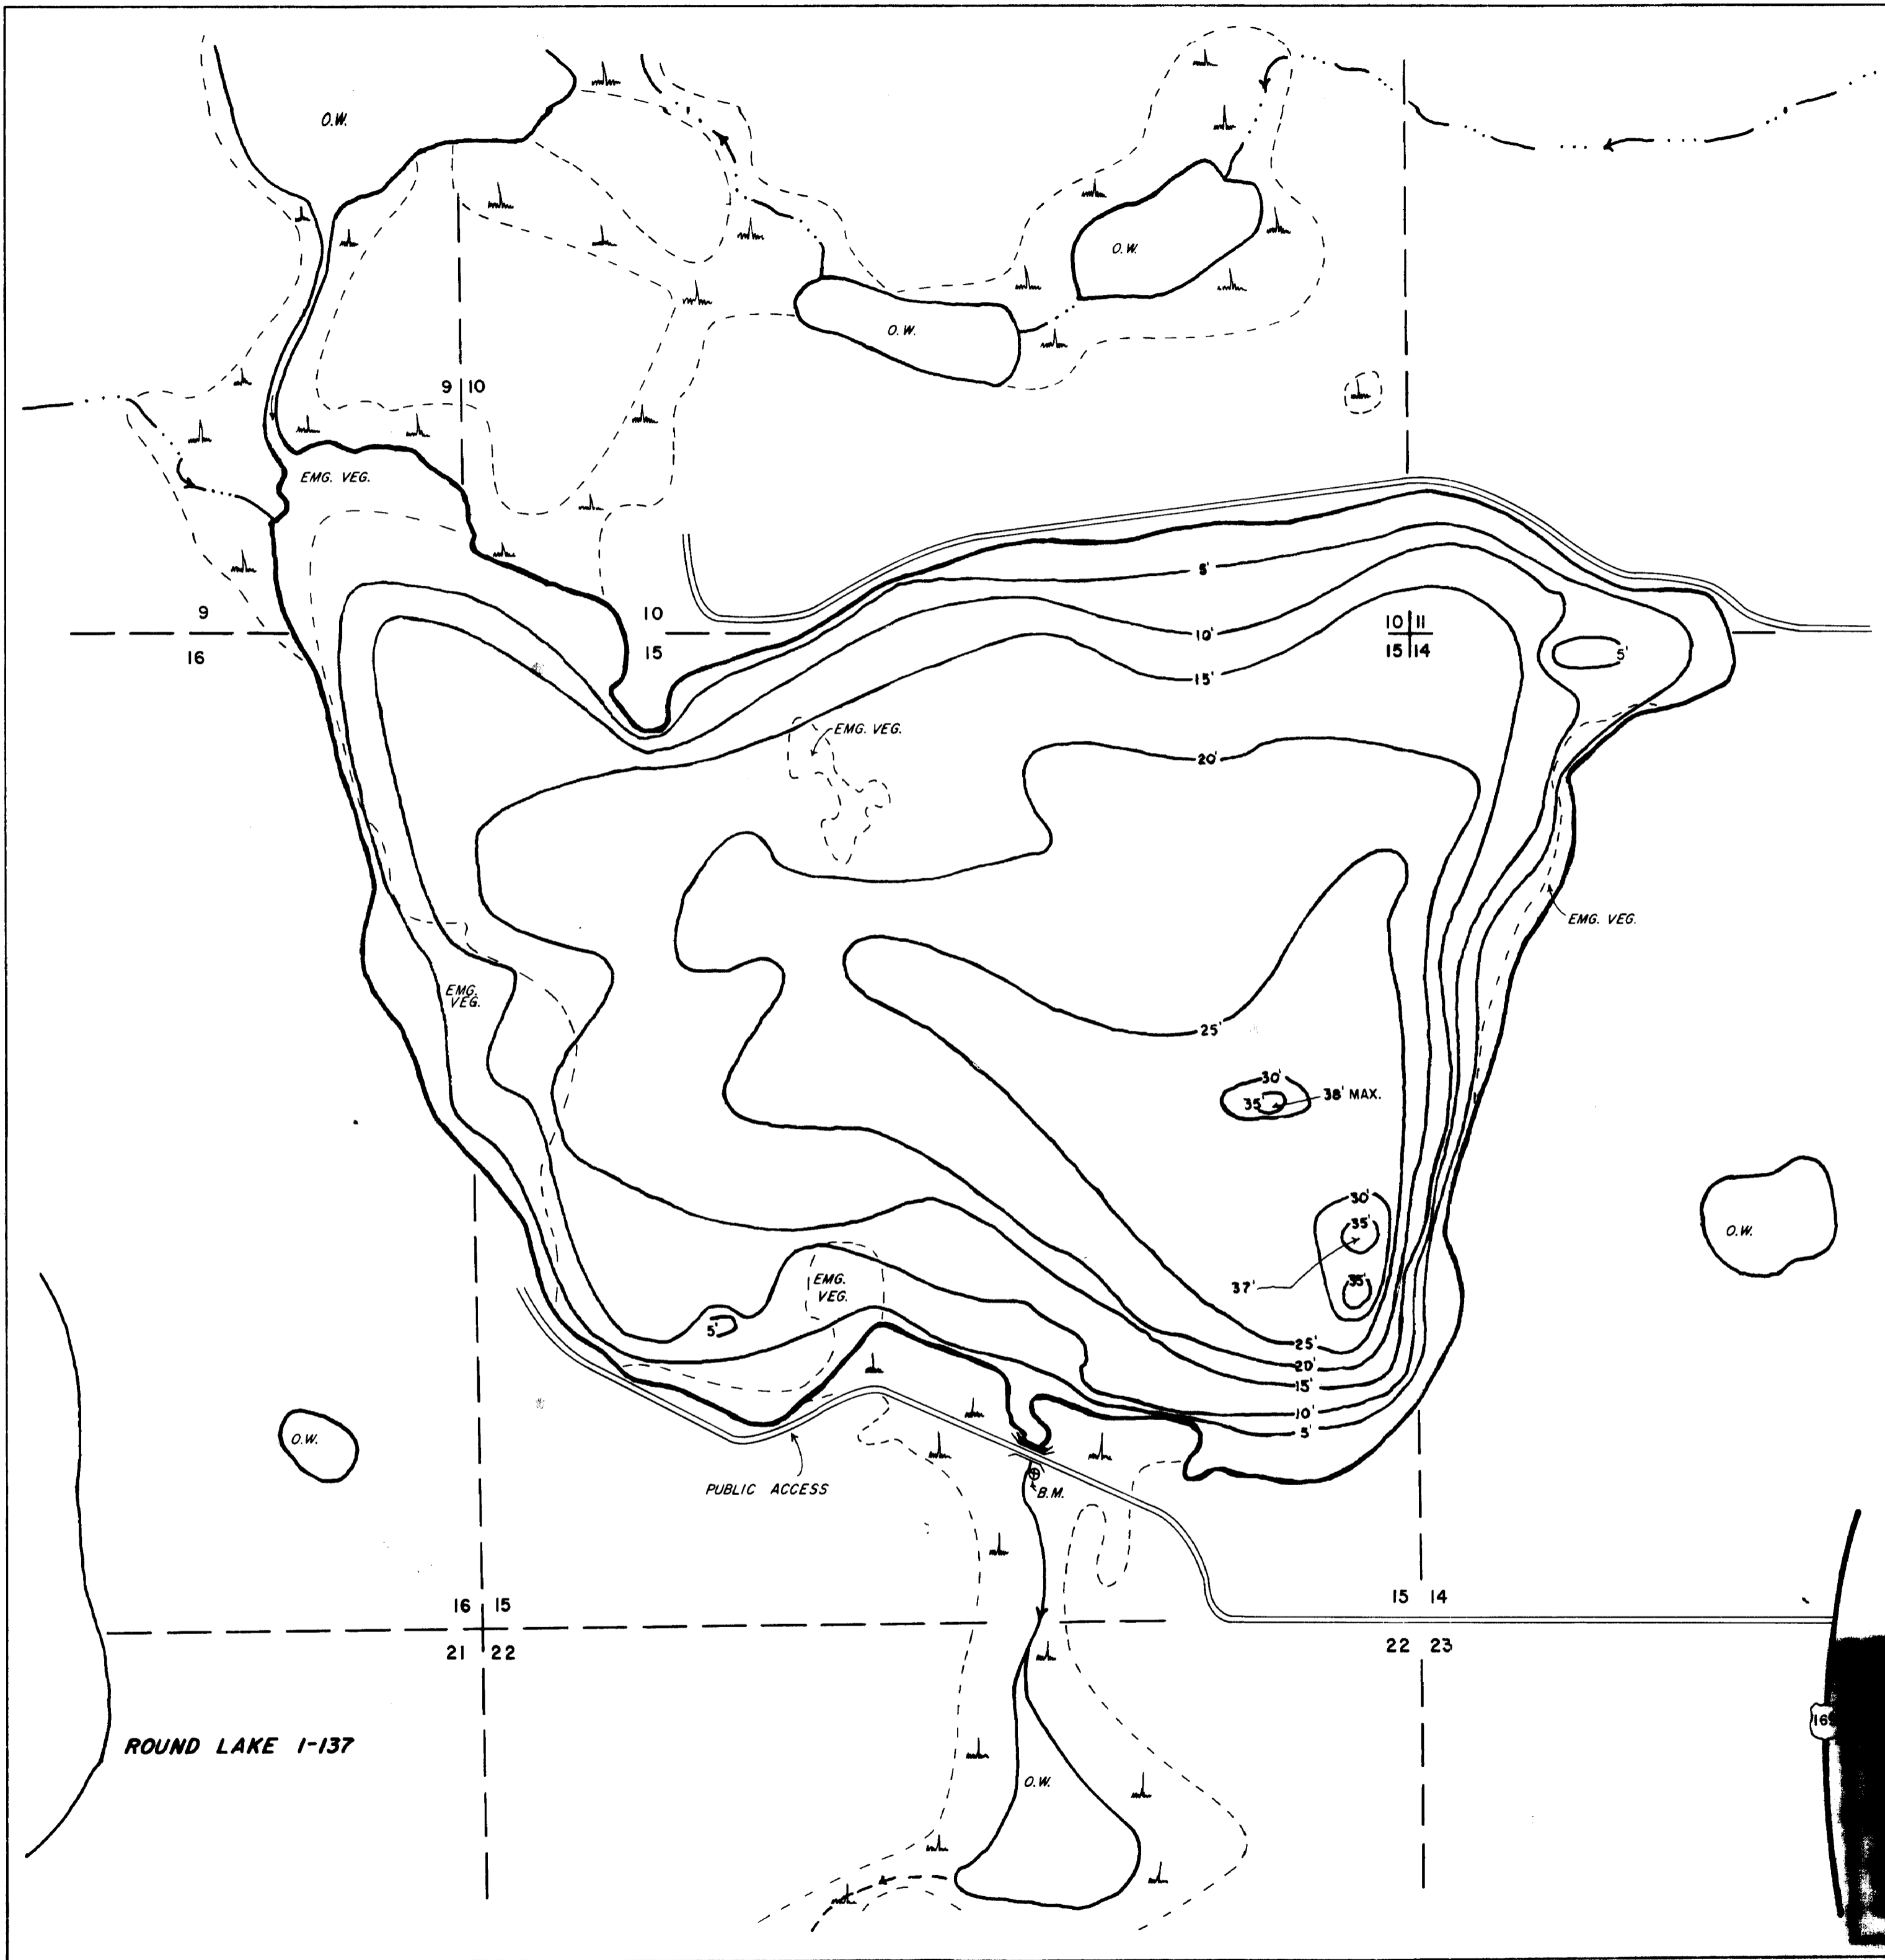 O.W.
O.W.
O.W.
9 10
EMG. VEG.
5'
9
10
10'
10 11
16
15
15 14
5'
15'
EMG. VEG.
20'
EMG. VEG.
EMG.
VEG.
25'
30'
35'
38' MAX.
30'
35'
O.W.
EMG.
VEG.
37'
35'
5'
25'
20'
15'
10'
5'
O.W.
PUBLIC ACCESS
B.M.
16 15
15 14
21 22
22 23
16
ROUND LAKE 1-137
O.W.